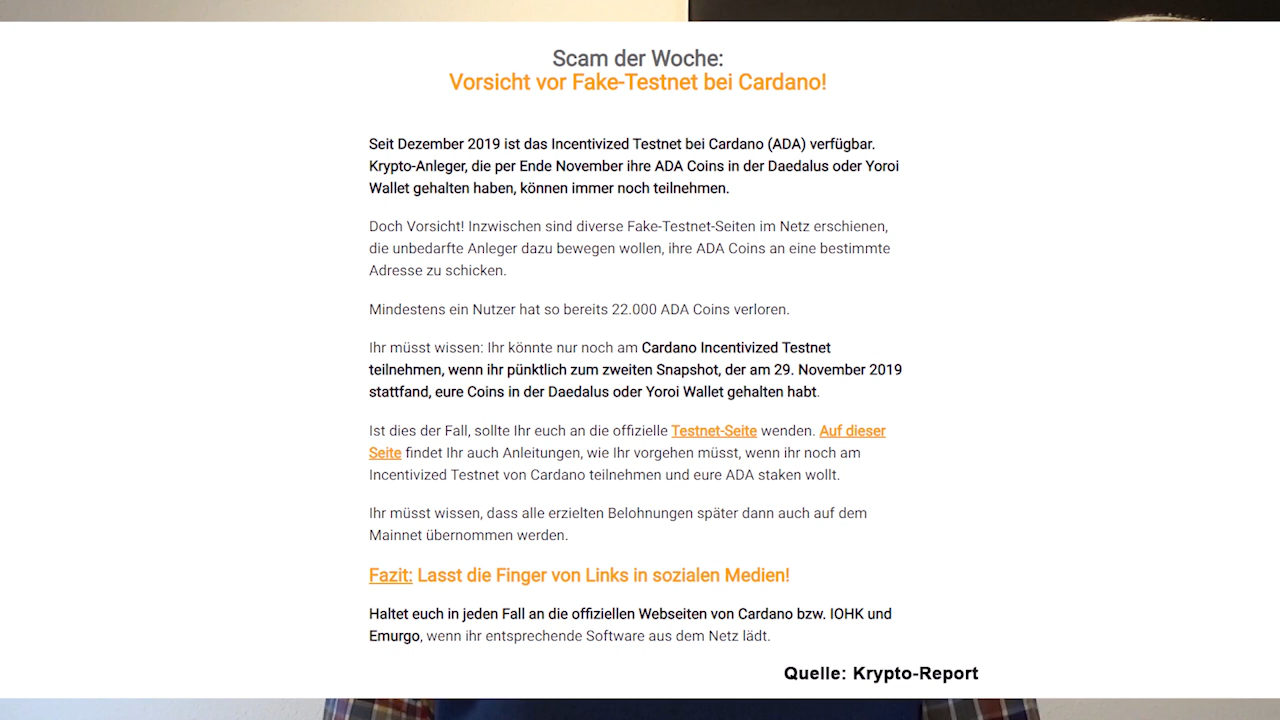 Scam der Woche:
Vorsicht vor Fake-Testnet bei Cardano!
Seit Dezember 2019 ist das Incentivized Testnet bei Cardano (ADA) verfügbar.
Krypto-Anleger, die per Ende November ihre ADA Coins in der Daedalus oder Yoroi
Wallet gehalten haben, können immer noch teilnehmen.
Doch Vorsicht! Inzwischen sind diverse Fake-Testnet-Seiten im Netz erschienen,
die unbedarfte Anleger dazu bewegen wollen, ihre ADA Coins an eine bestimmte
Adresse zu schicken.
Mindestens ein Nutzer hat so bereits 22.000 ADA Coins verloren.
Ihr müsst wissen: Ihr könnte nur noch am Cardano Incentivized Testnet
teilnehmen, wenn ihr pünktlich zum zweiten Snapshot, der am 29. November 2019
stattfand, eure Coins in der Daedalus oder Yoroi Wallet gehalten habt.
Ist dies der Fall, sollte Ihr euch an die offizielle Testnet-Seite wenden. Auf dieser
Seite findet Ihr auch Anleitungen, wie Ihr vorgehen müsst, wenn ihr noch am
Incentivized Testnet von Cardano teilnehmen und eure ADA staken wollt.
Ihr müsst wissen, dass alle erzielten Belohnungen später dann auch auf dem
Mainnet übernommen werden.
Fazit: Lasst die Finger von Links in sozialen Medien!
Haltet euch in jeden Fall an die offiziellen Webseiten von Cardano bzw. IOHK und
Emurgo, wenn ihr entsprechende Software aus dem Netz lädt.
Quelle: Krypto-Report